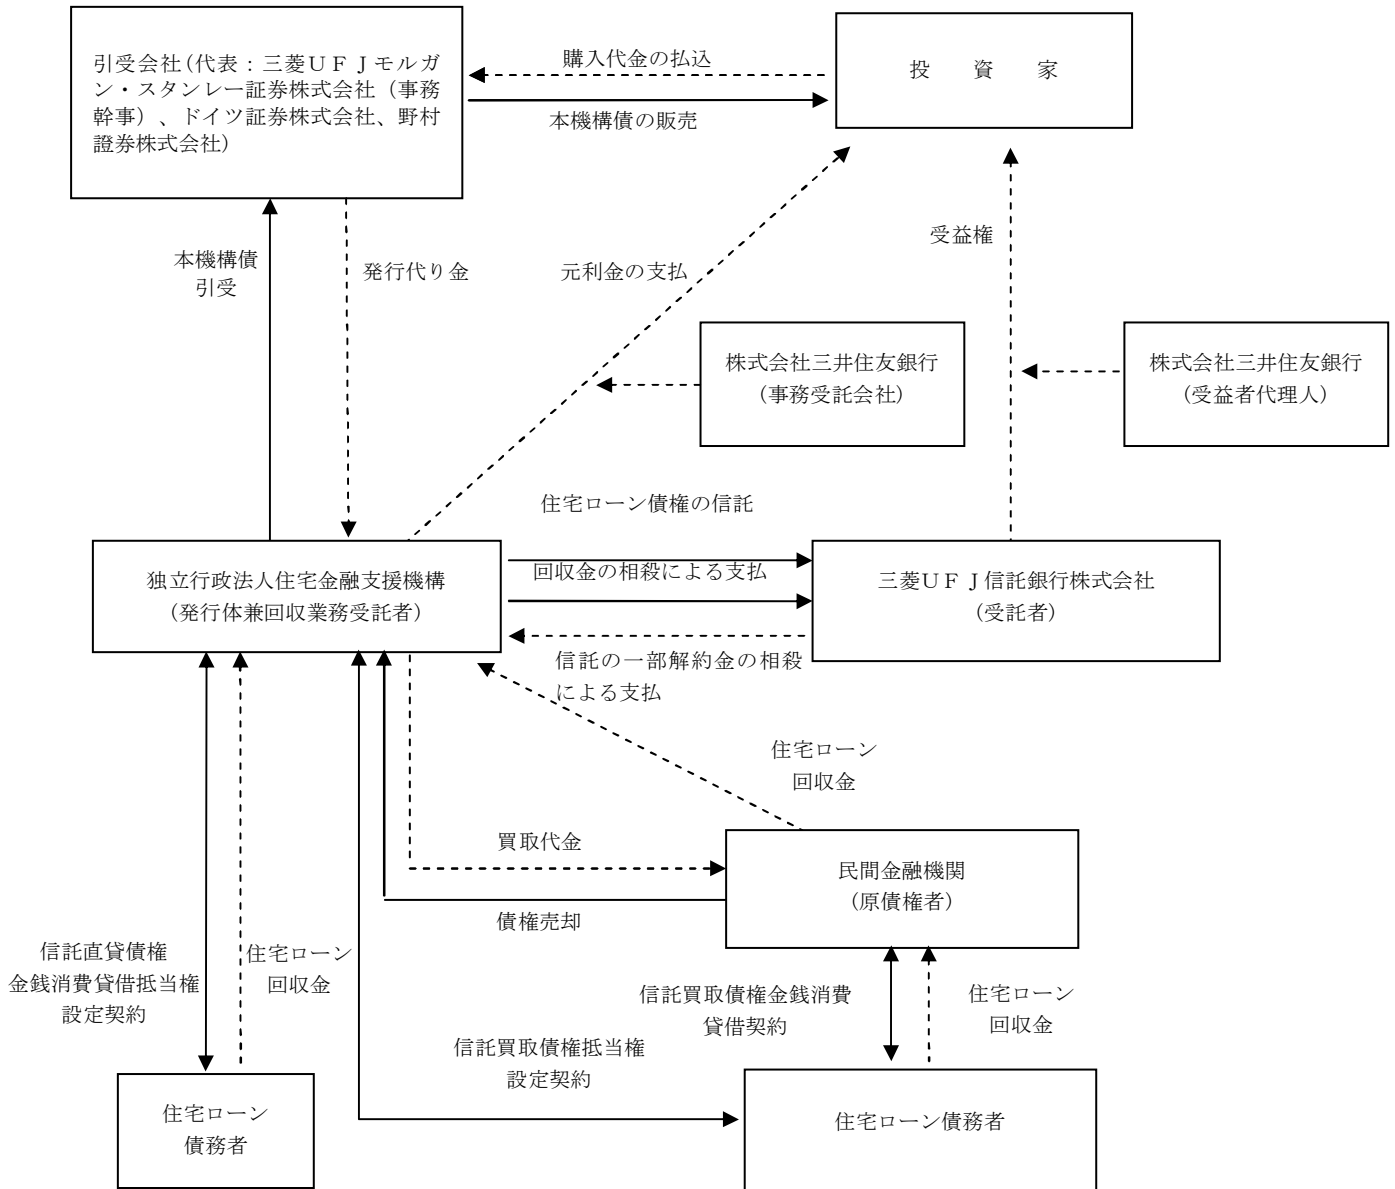 引受会社（代表：三菱ＵＦＪモルガ
ン・スタンレー証券株式会社（事務
幹事）、ドイツ証券株式会社、野村
證券株式会社）
購入代金の払込
本機構債の販売
投　資　家
本機構債
引受
発行代り金
元利金の支払
受益権
株式会社三井住友銀行
（事務受託会社）
株式会社三井住友銀行
（受益者代理人）
住宅ローン債権の信託
独立行政法人住宅金融支援機構
（発行体兼回収業務受託者）
回収金の相殺による支払
三菱ＵＦＪ信託銀行株式会社
（受託者）
信託の一部解約金の相殺
による支払
住宅ローン
回収金
買取代金
民間金融機関
（原債権者）
債権売却
信託直貸債権
金銭消費貸借抵当権
設定契約
住宅ローン
回収金
信託買取債権金銭消費
貸借契約
住宅ローン
回収金
信託買取債権抵当権
設定契約
住宅ローン
債務者
住宅ローン債務者